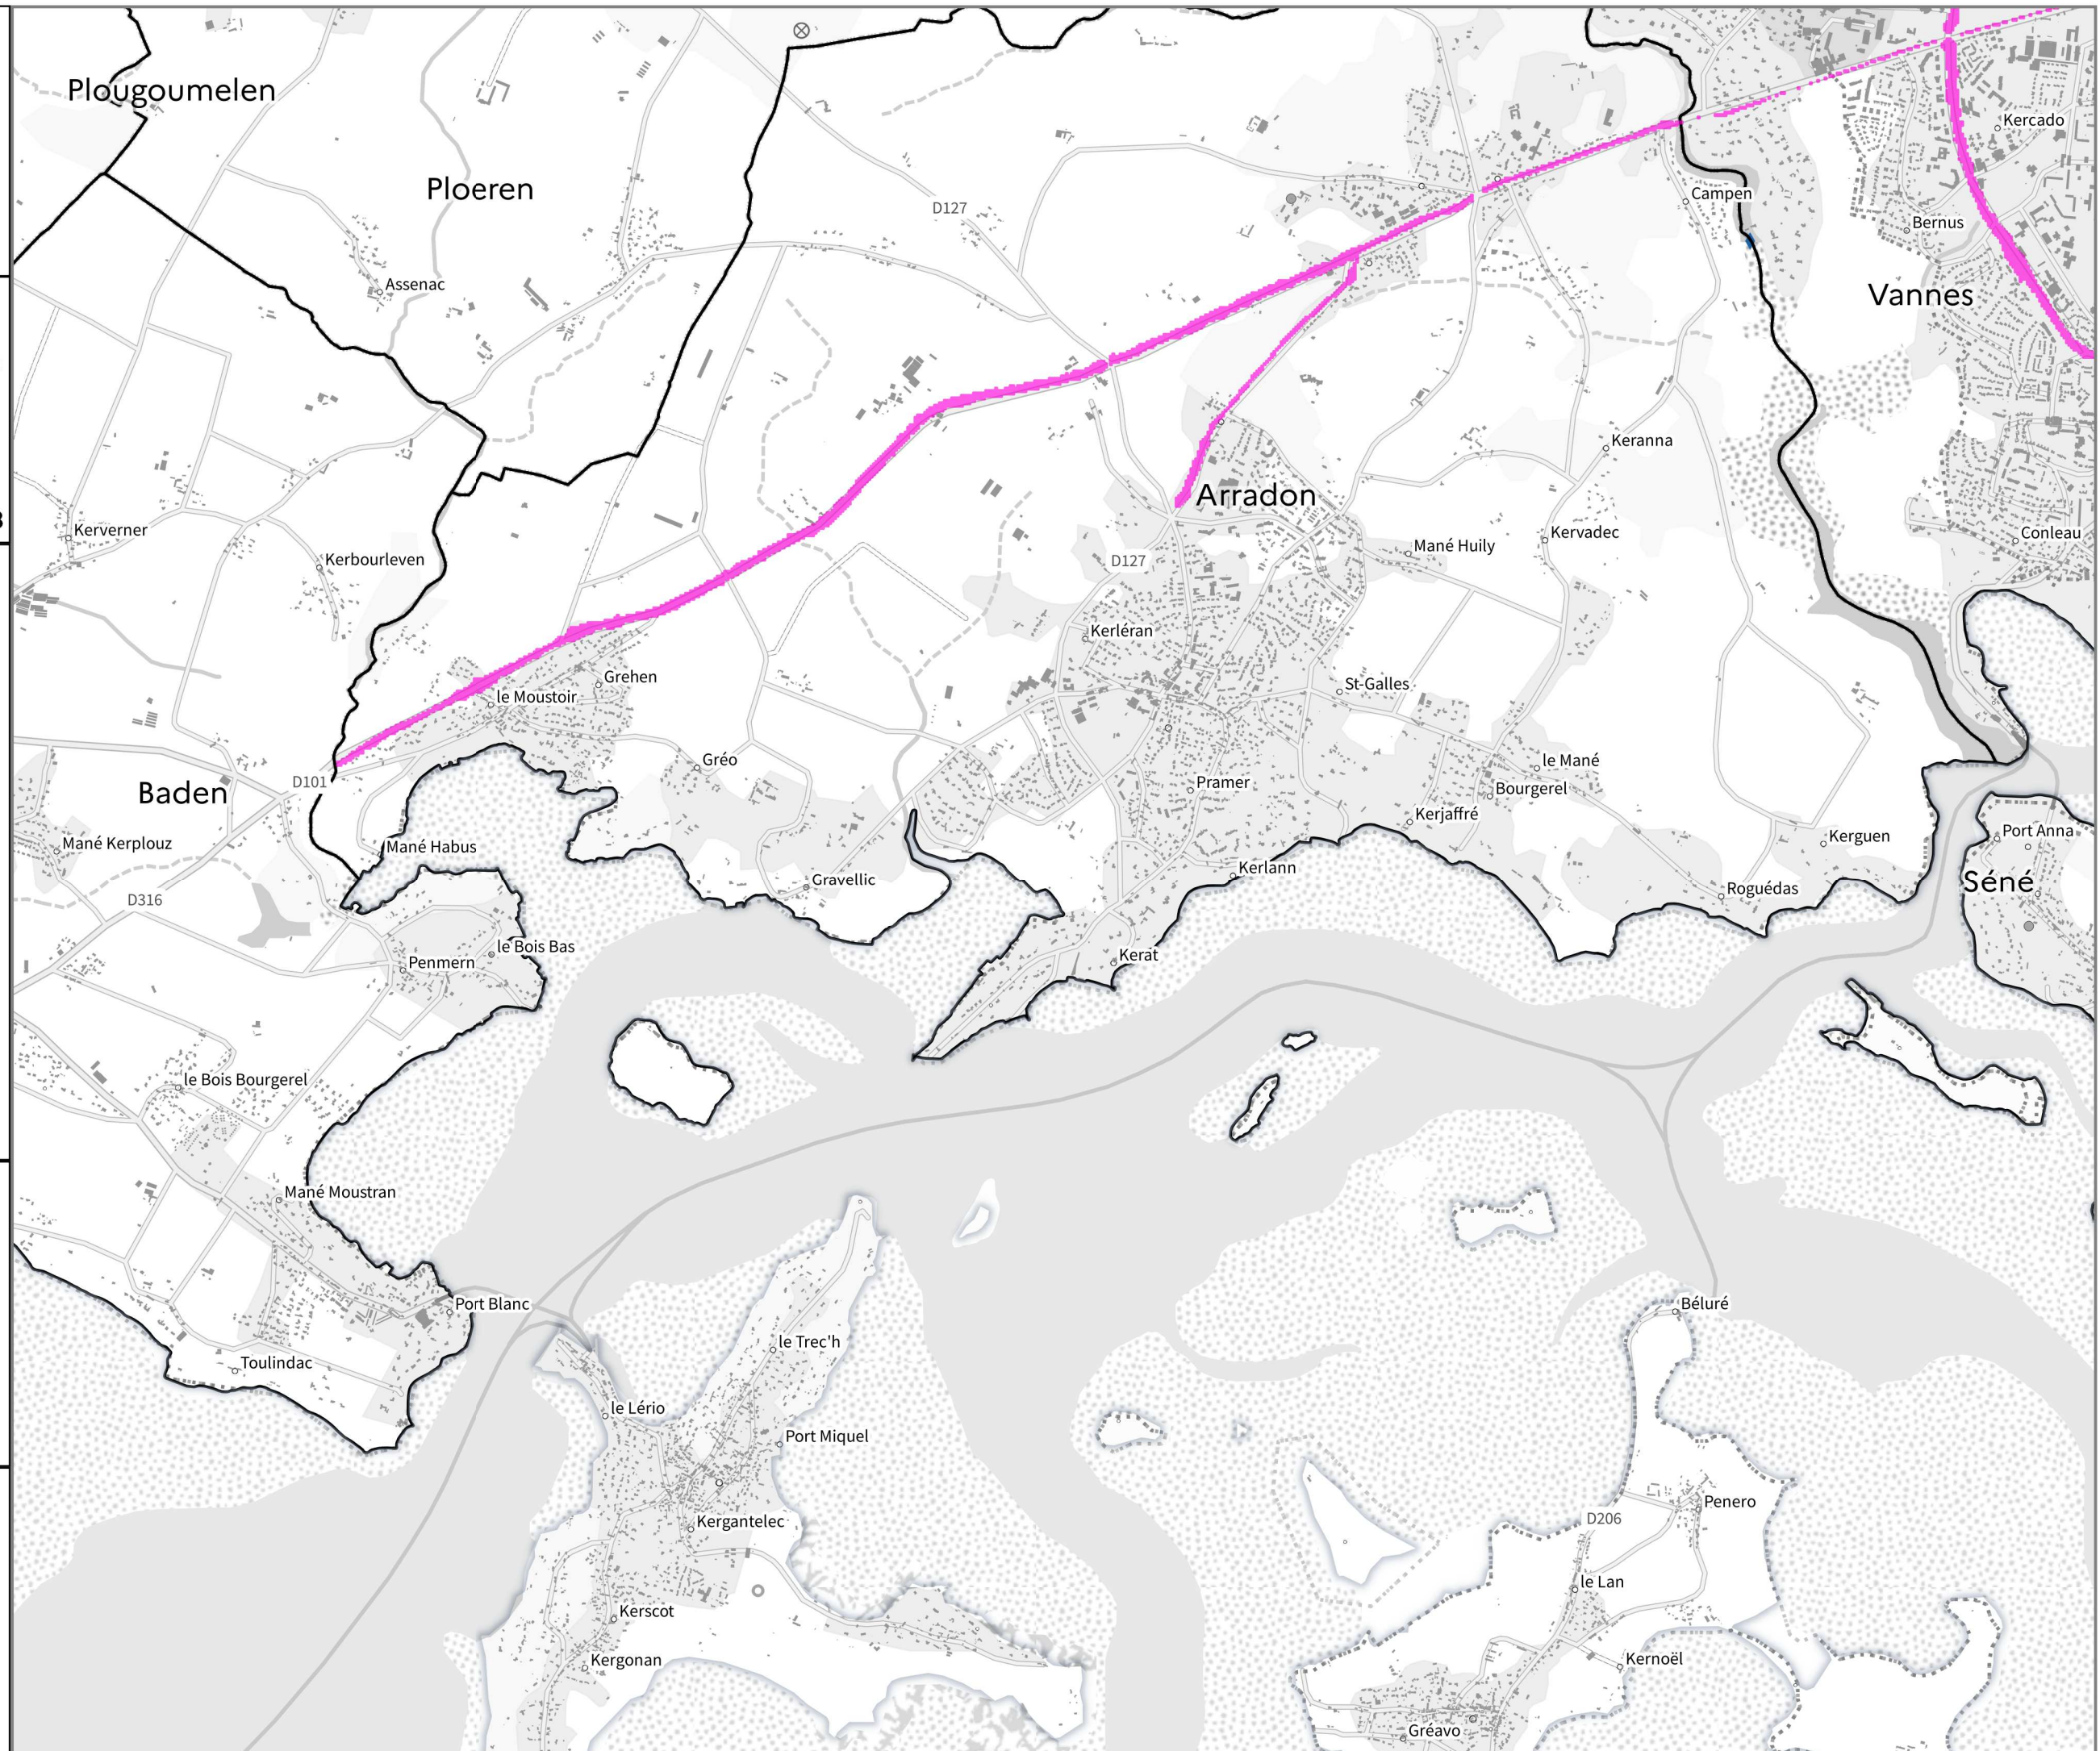 Plougoumelen
Kercado
Ploeren
Campen
D127
Bernus
Assenac
Vannes
Keranna
Arradon
Kerverner
Kervadec
Conleau
Mané Huily
Kerbourleven
D127
Kerléran
Grehen
St-Galles
le Moustoir
Gréo
le Mané
D101
Pramer
Bourgerel
Baden
Kerjaffré
Port Anna
Kerguen
Mané Kerplouz
Mané Habus
Kerlann
Gravellic
Séné
Roguédas
D316
le Bois Bas
Kerat
Penmern
le Bois Bourgerel
Mané Moustran
Port Blanc
Béluré
le Trec'h
Toulindac
le Lério
Port Miquel
Penero
D206
Kergantelec
le Lan
Kerscot
Kergonan
Kernoël
Gréavo